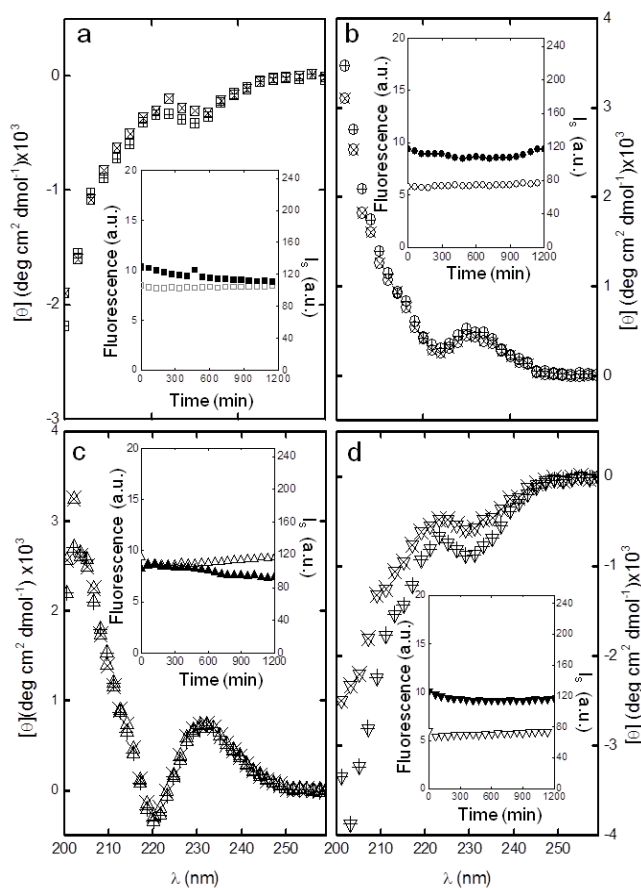 a
0
-1
-2
-3
[θ] (deg cm² dmol⁻¹)x10³
20
15
10
5
0
240
200
160
120
80
40
0
0 300 600 900 1200
Fluorescence (a.u.)
I_S (a.u.)
Time (min)
b
4
3
2
1
0
[θ] (deg cm² dmol⁻¹)x10³
20
15
10
5
0
240
200
160
120
80
40
0
0 300 600 900 1200
Fluorescence (a.u.)
I_S (a.u.)
Time (min)
200 210 220 230 240 250
c
4
3
2
1
0
[θ](deg cm² dmol⁻¹) x10³
20
15
10
5
0
240
200
160
120
80
40
0
0 300 600 900 1200
Fluorescence (a.u.)
I_S (a.u.)
Time (min)
200 210 220 230 240 250
λ (nm)
d
0
-1
-2
-3
-4
[θ] (deg cm² dmol⁻¹)x10³
20
15
10
5
0
240
200
160
120
80
40
0
0 300 600 900 1200
Fluorescence (a.u.)
I_S (a.u.)
Time (min)
200 210 220 230 240 250
λ (nm)